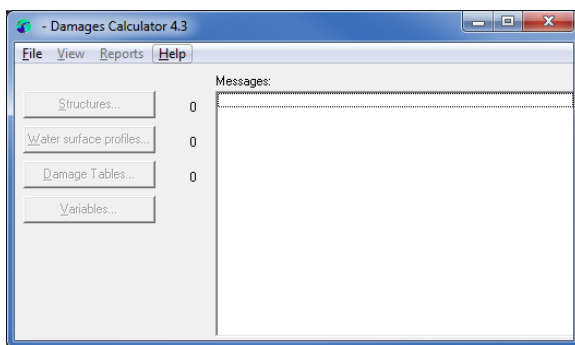 - Damages Calculator 4.3
File View Reports Help
Messages:
Structures... 0
Water surface profiles... 0
Damage Tables... 0
Variables...